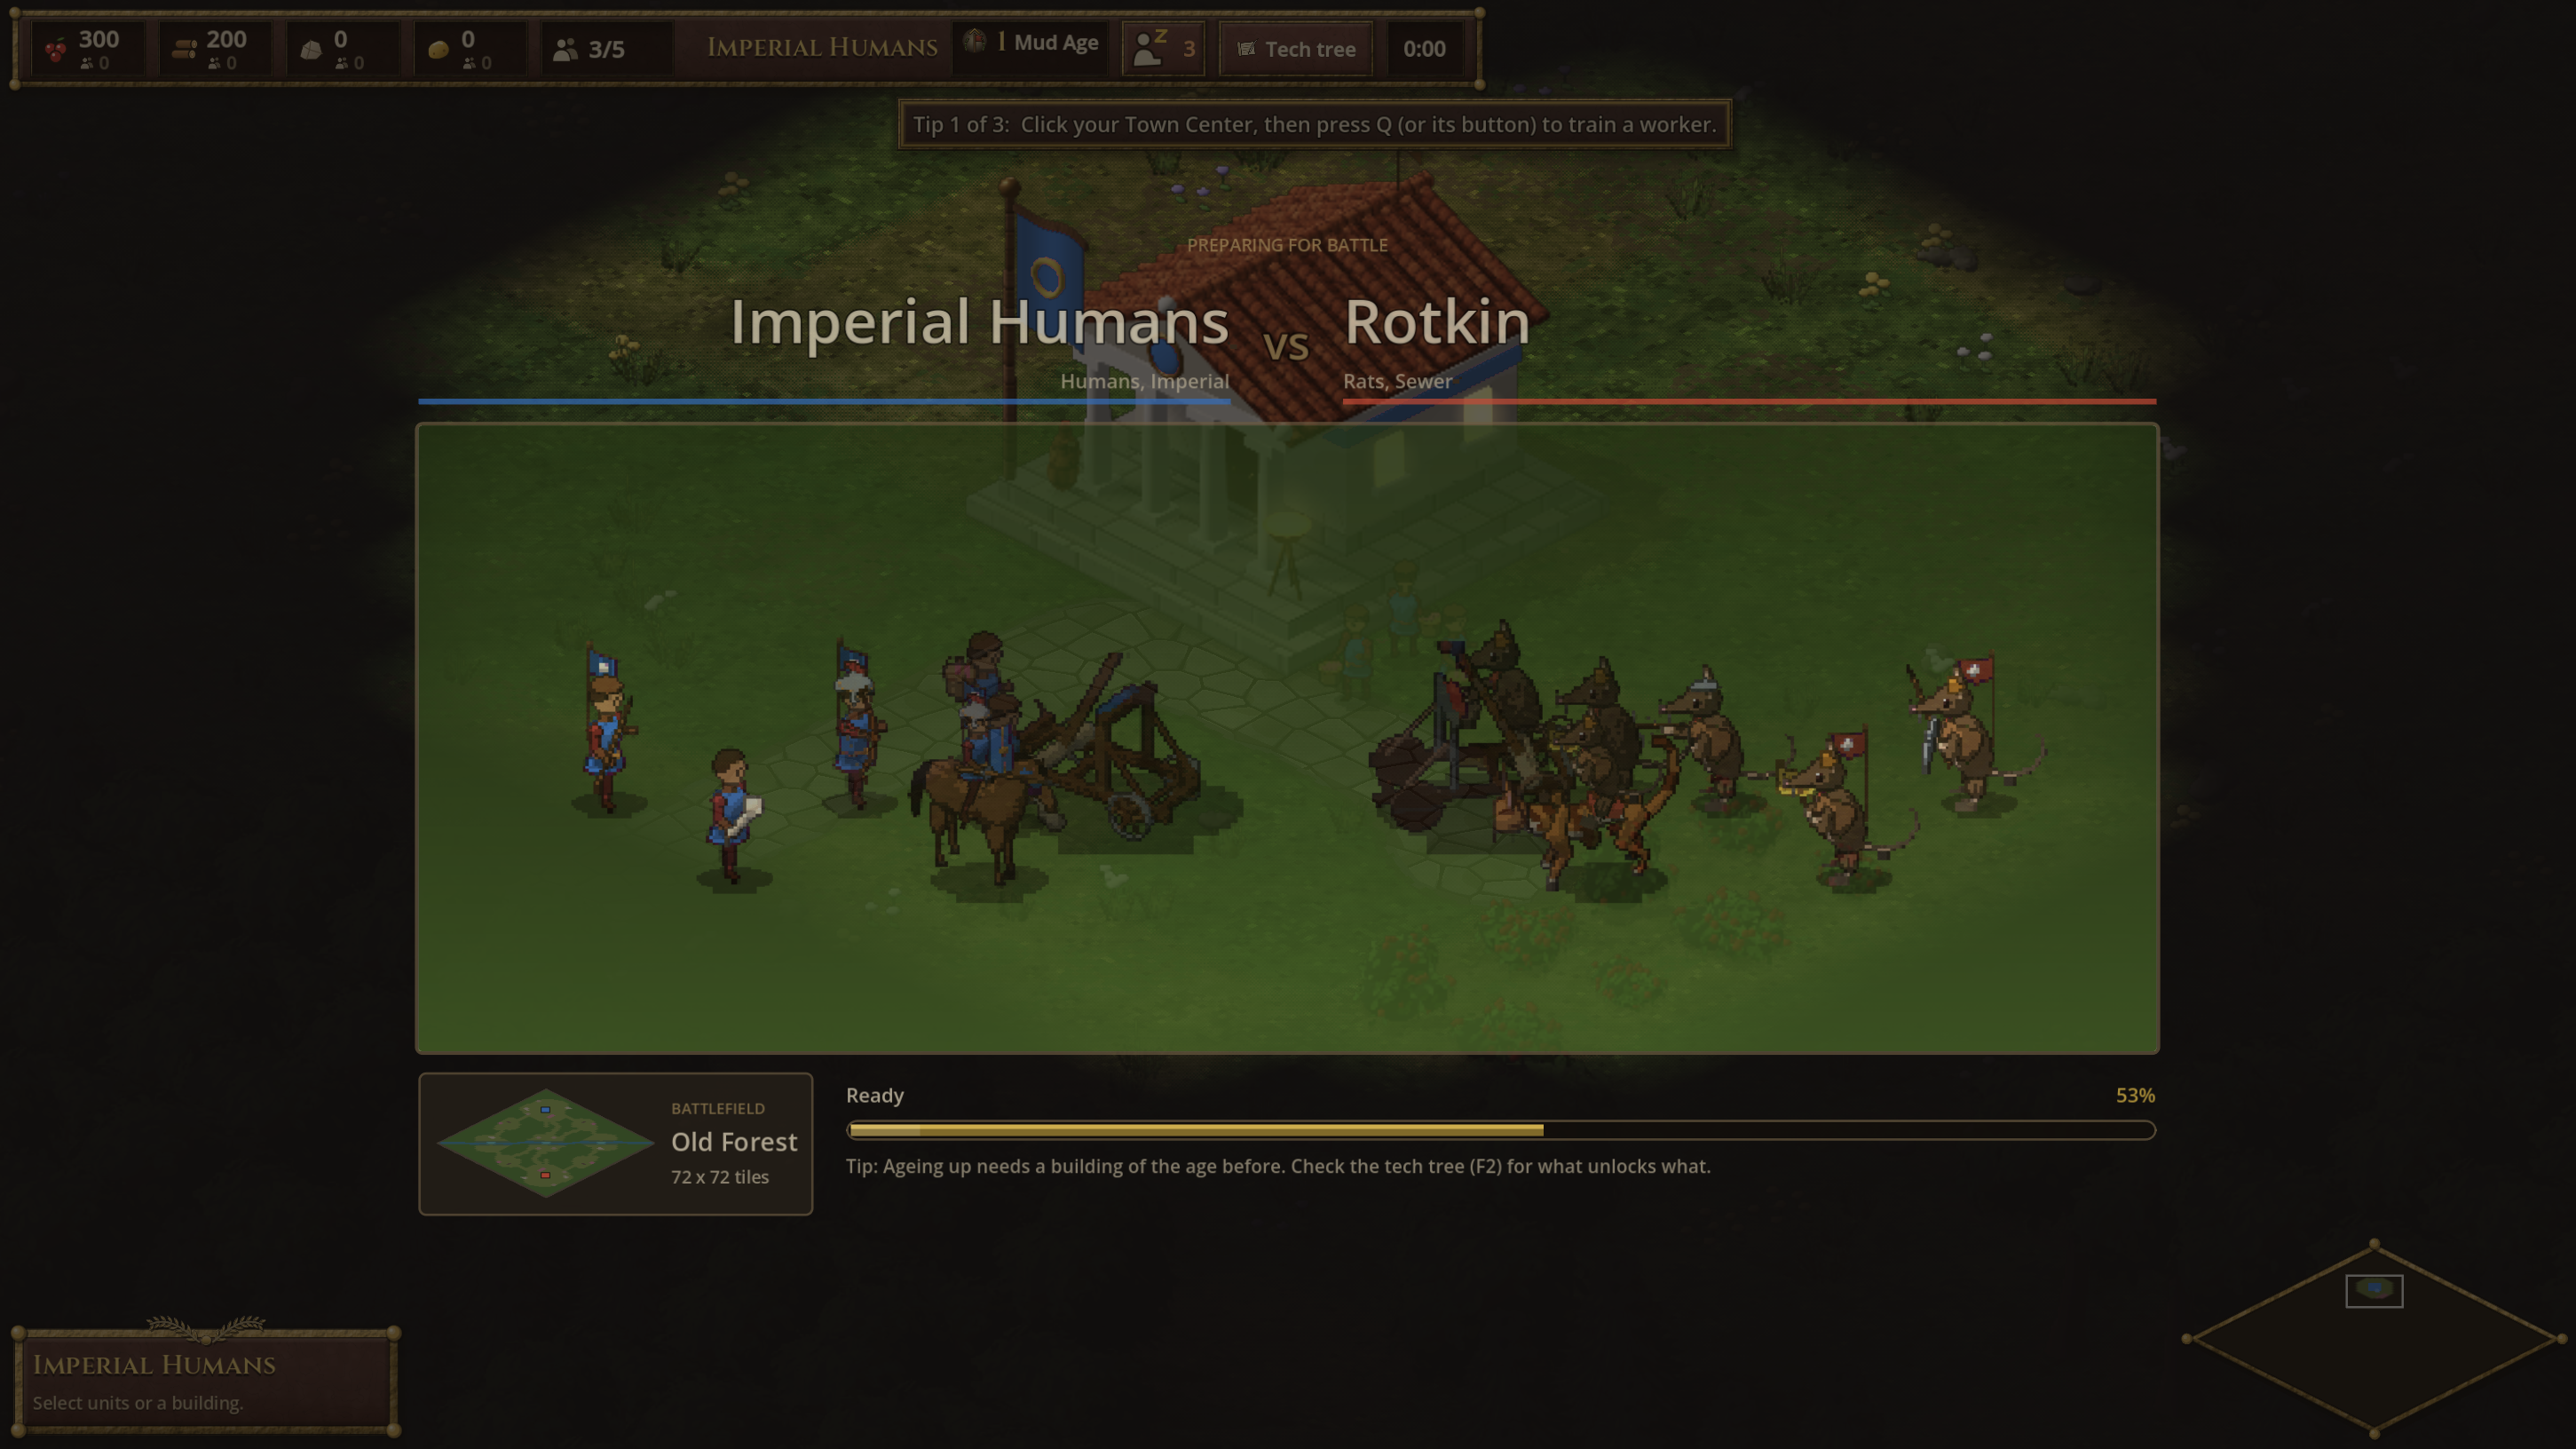 300 200 0 0 3/5 IMPERIAL HUMANS 1 Mud Age Z 3 Tech tree 0:00
0 0 0 0
Tip 1 of 3: Click your Town Center, then press Q (or its button) to train a worker.
PREPARING FOR BATTLE
Imperial Humans VS Rotkin
Humans, Imperial Rats, Sewer
BATTLEFIELD
Old Forest
72 x 72 tiles
Ready 53%
Tip: Ageing up needs a building of the age before. Check the tech tree (F2) for what unlocks what.
IMPERIAL HUMANS
Select units or a building.